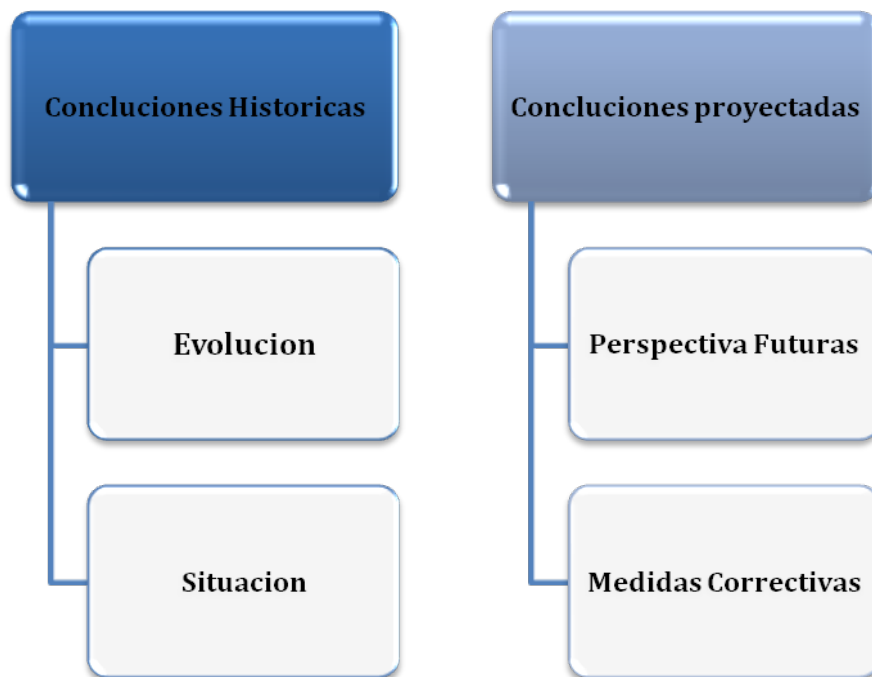 Concluciones Historicas
Evolucion
Situacion
Concluciones proyectadas
Perspectiva Futuras
Medidas Correctivas